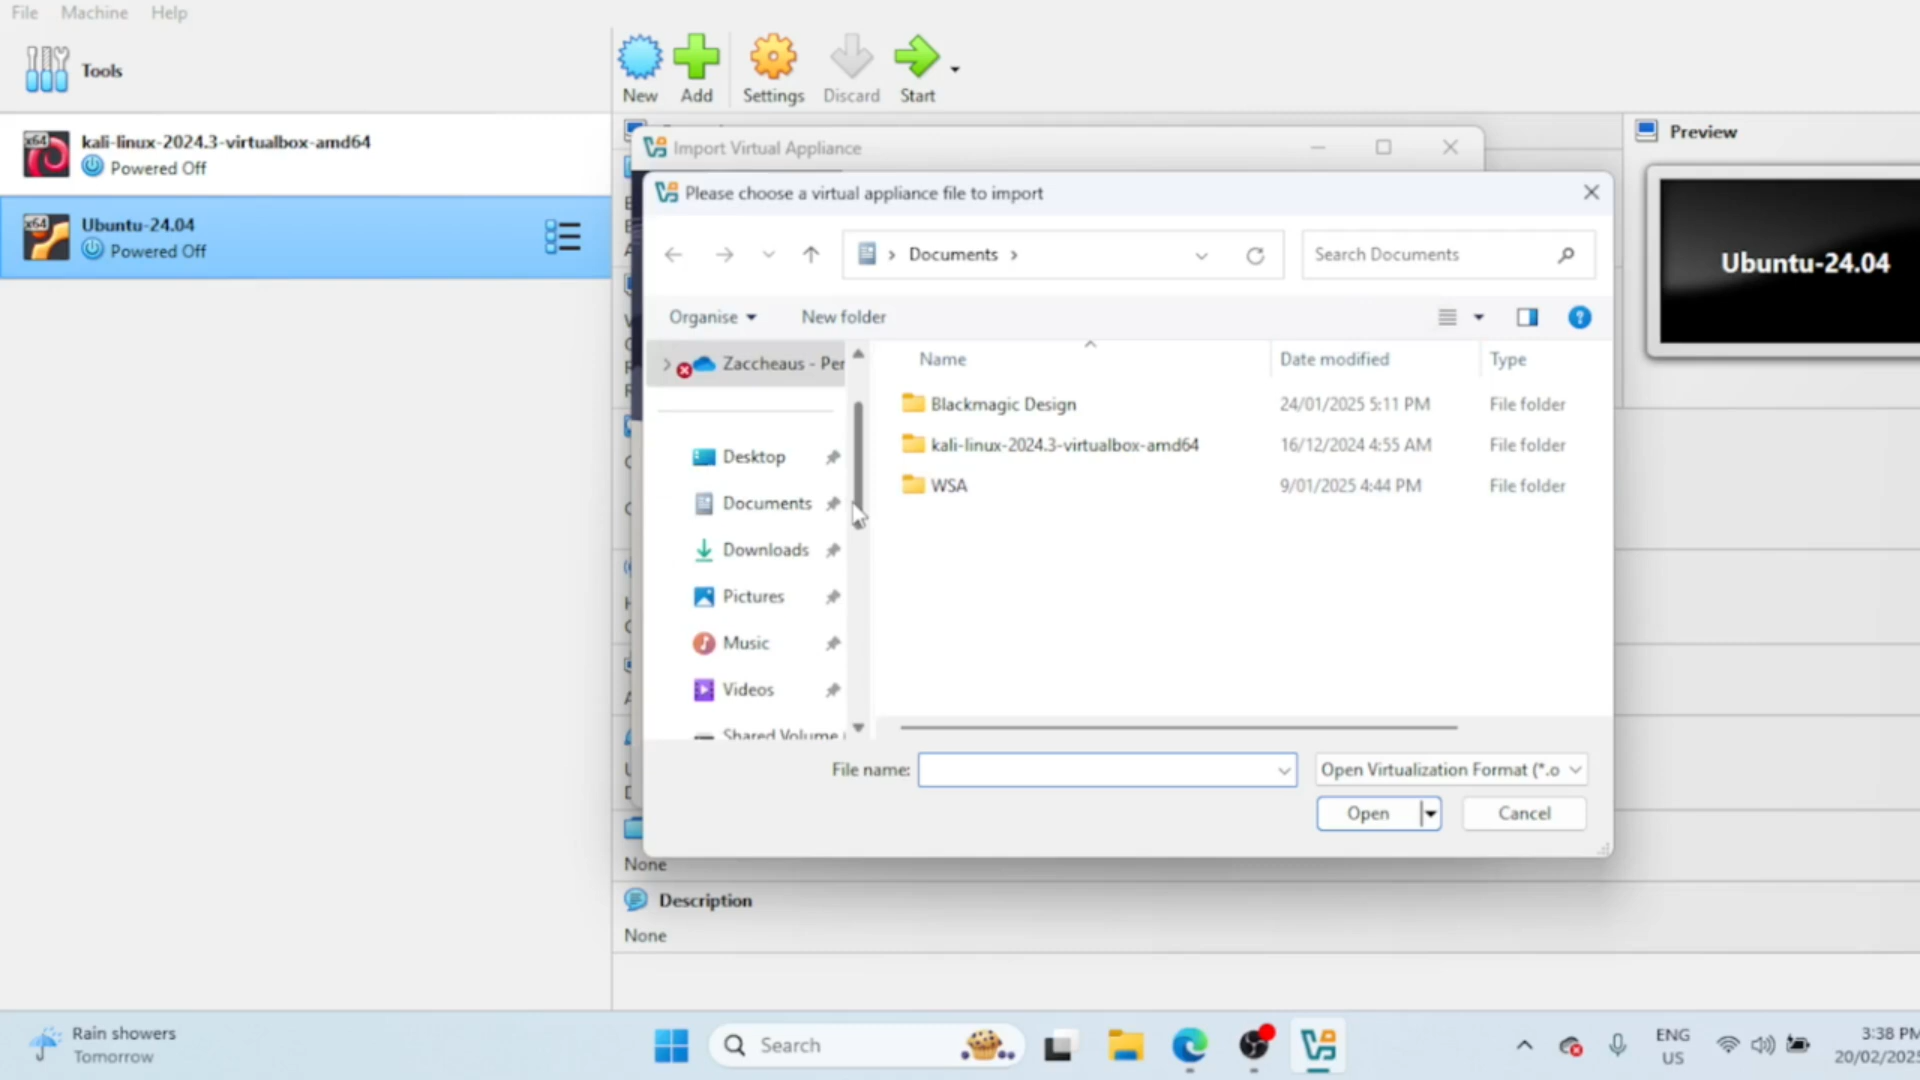 File Machine Help
Tools
New Add Settings Discard Start
x64 kali-linux-2024.3-virtualbox-amd64
Powered Off
x64 Ubuntu-24.04
Powered Off
Preview
Ubuntu-24.04
Import Virtual Appliance
Please choose a virtual appliance file to import
Documents
Search Documents
Organise New folder
Zaccheaus - Per
Desktop
Documents
Downloads
Pictures
Music
Videos
Shared Volume
Name Date modified Type
Blackmagic Design 24/01/2025 5:11 PM File folder
kali-linux-2024.3-virtualbox-amd64 16/12/2024 4:55 AM File folder
WSA 9/01/2025 4:44 PM File folder
File name: Open Virtualization Format (*.o
Open Cancel
None
Description
None
Rain showers
Tomorrow
Search
ENG
US
3:38 PM
20/02/2025